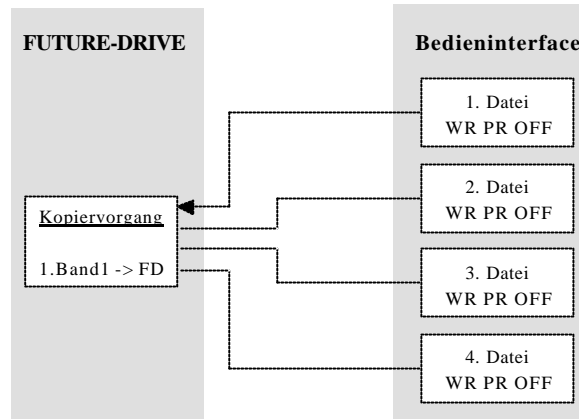 FUTURE-DRIVE
Bedieninterface
1. Datei
WR PR OFF
2. Datei
WR PR OFF
Kopiervorgang
1.Band1 -> FD
3. Datei
WR PR OFF
4. Datei
WR PR OFF